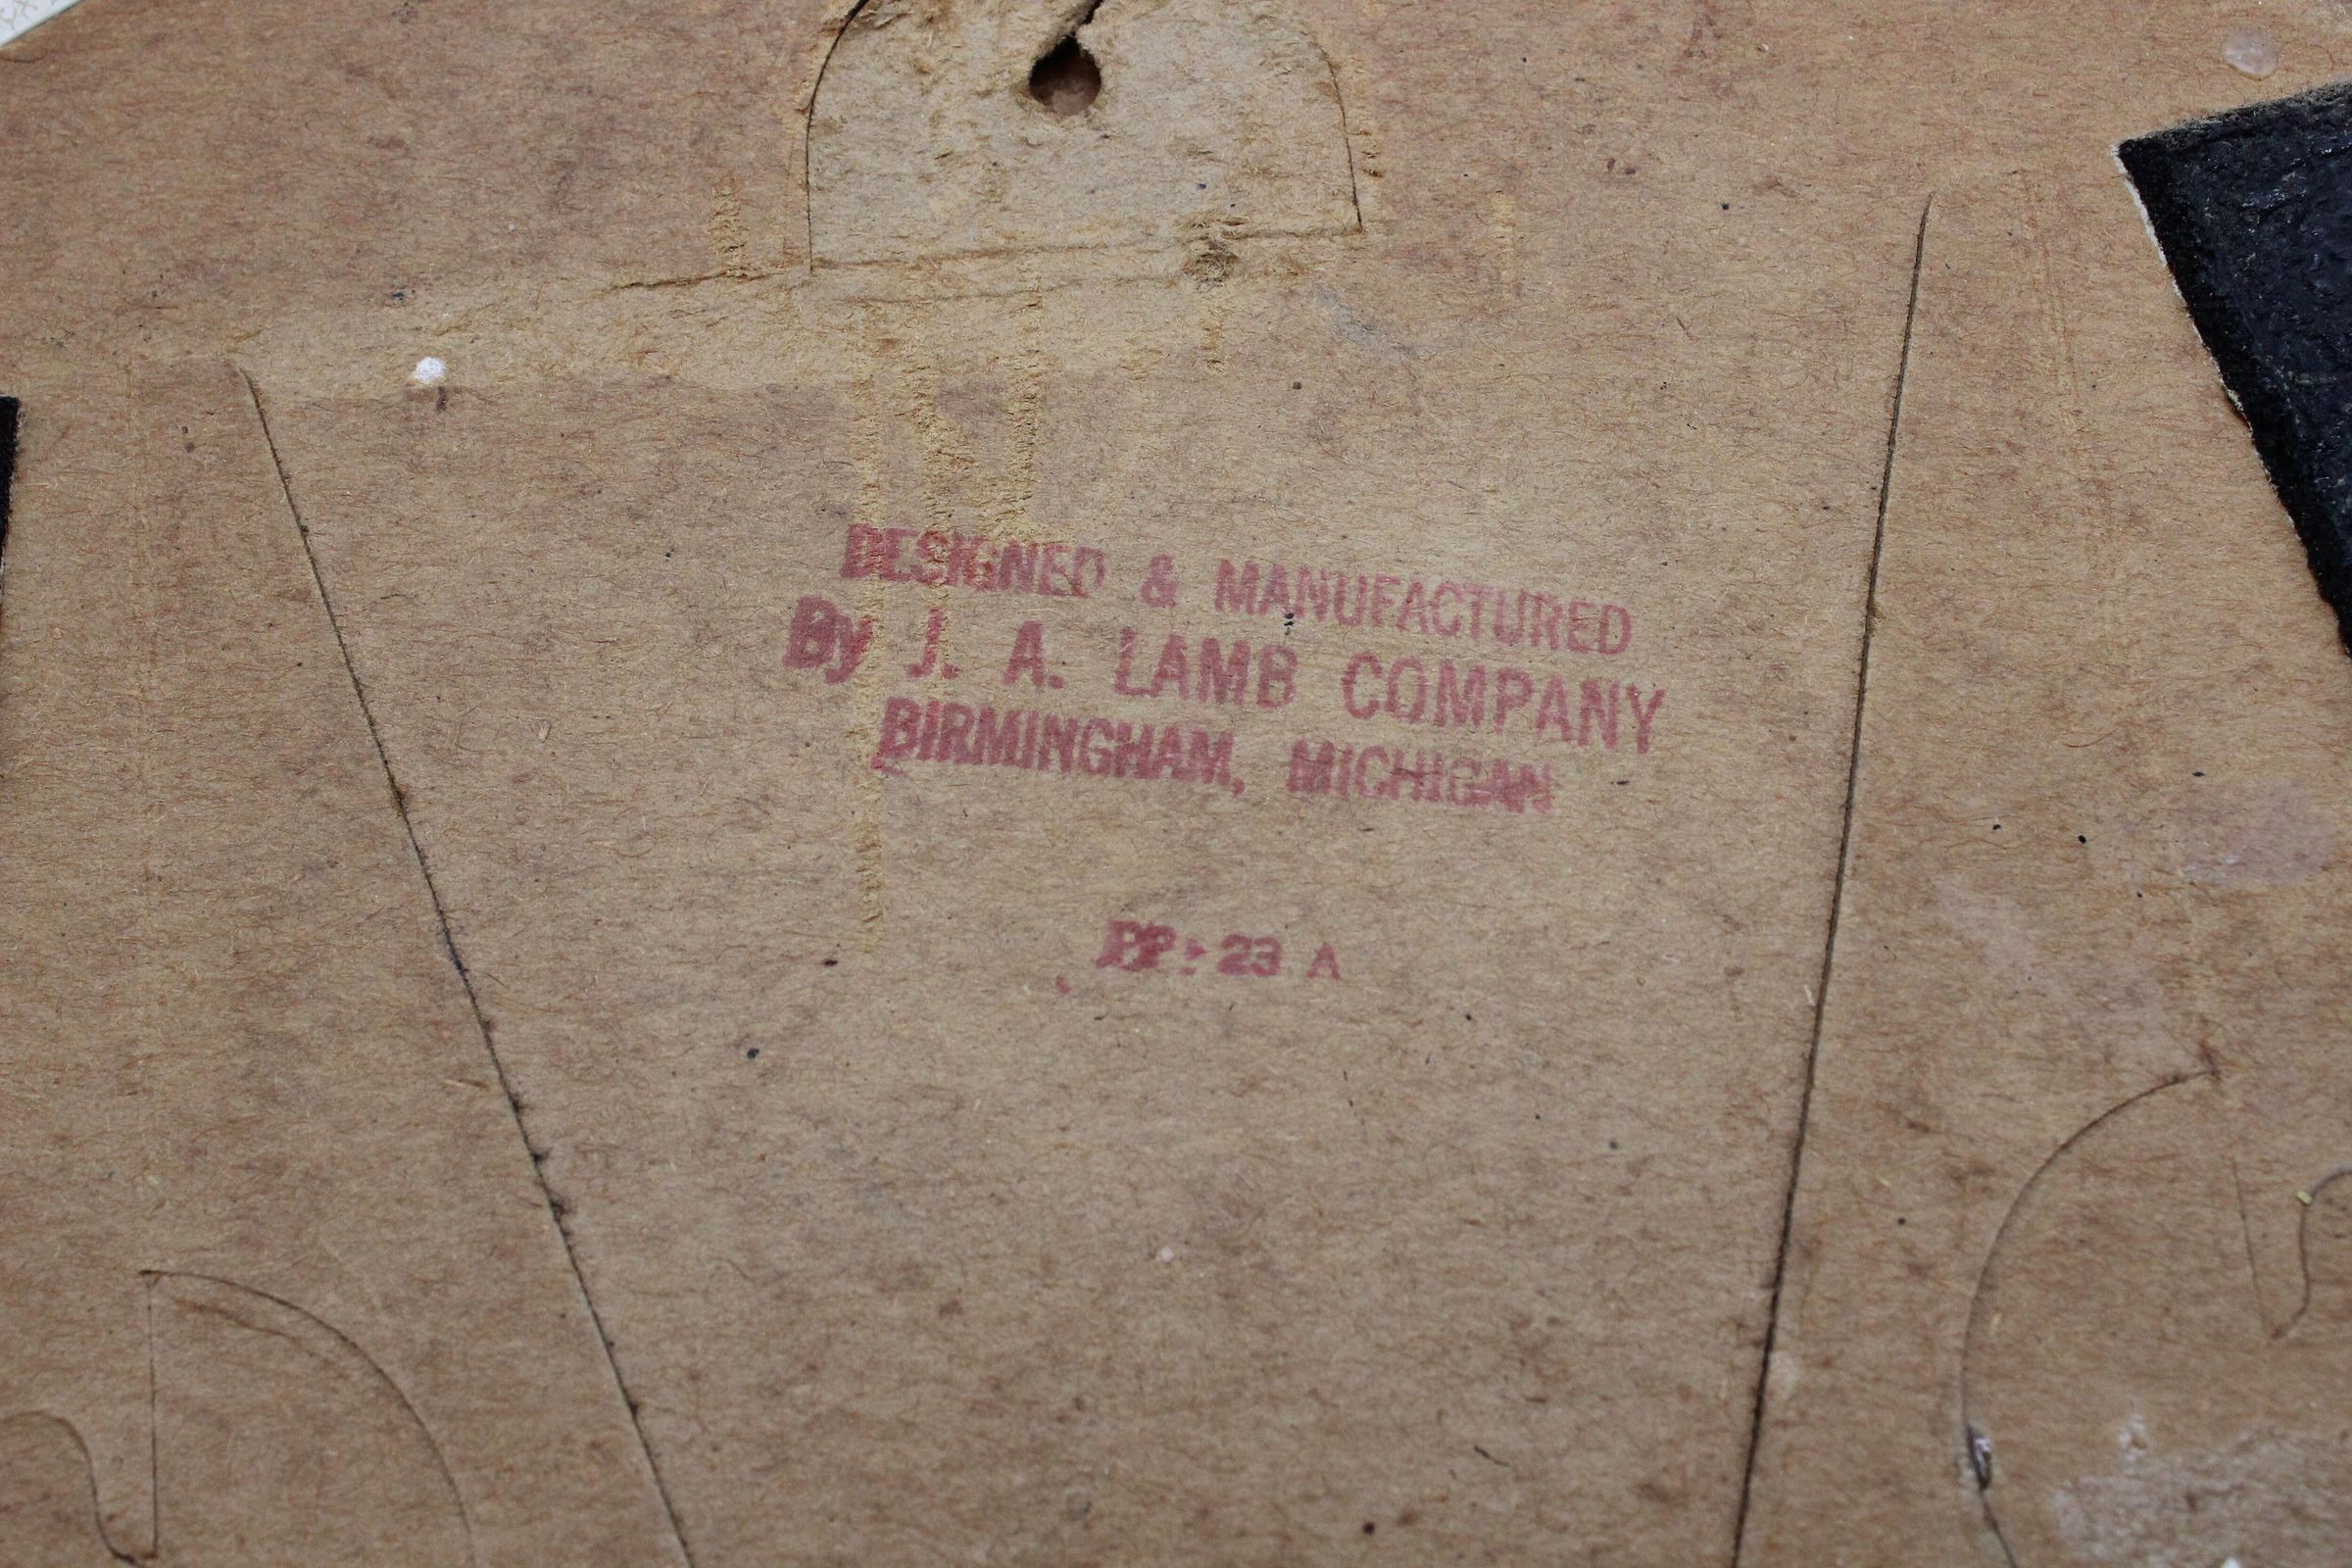 DESIGNED & MANUFACTURED
By J. A. LAMB COMPANY
BIRMINGHAM, MICHIGAN
23 A